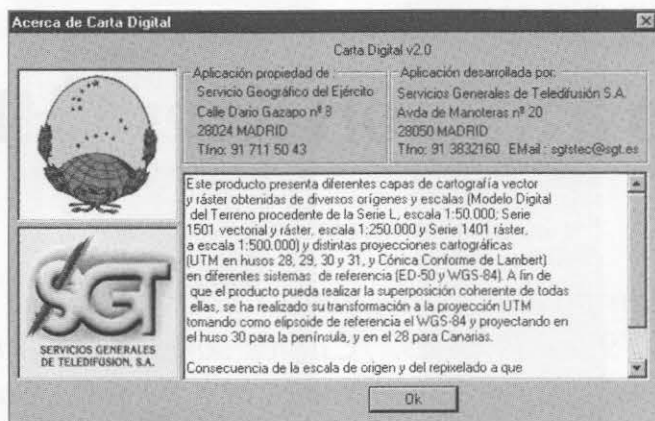 Acerca de Carta Digital
Carta Digital v2.0
Aplicación propiedad de :
Servicio Geográfico del Ejército
Calle Dario Gazapo nº 8
28024 MADRID
Tfno: 91 711 50 43
Aplicación desarrollada por:
Servicios Generales de Teledifusión S.A.
Avda de Manoteras nº 20
28050 MADRID
Tfno: 91 3832160 EMail : sgtstec@sgt.es
SGT
SERVICIOS GENERALES
DE TELEDIFUSION, S.A.
Este producto presenta diferentes capas de cartografía vector
y ráster obtenidas de diversos orígenes y escalas (Modelo Digital
del Terreno procedente de la Serie L, escala 1:50.000; Serie
1501 vectorial y ráster, escala 1:250.000 y Serie 1401 ráster,
a escala 1:500.000) y distintas proyecciones cartográficas
(UTM en husos 28, 29, 30 y 31, y Cónica Conforme de Lambert)
en diferentes sistemas de referencia (ED-50 y WGS-84). A fin de
que el producto pueda realizar la superposición coherente de todas
ellas, se ha realizado su transformación a la proyección UTM
tomando como elipsoide de referencia el WGS-84 y proyectando en
el huso 30 para la península, y en el 28 para Canarias.
Consecuencia de la escala de origen y del repixelado a que
Ok